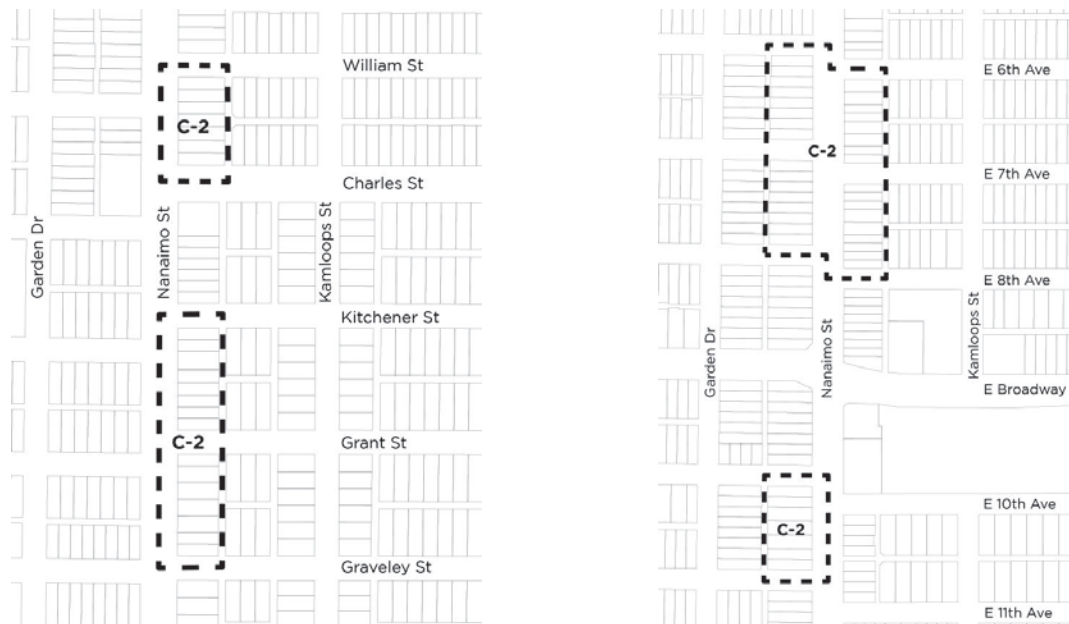 William St
C-2
Charles St
Garden Dr
Nanaimo St
Kamloops St
Kitchener St
C-2
Grant St
Graveley St
E 6th Ave
C-2
E 7th Ave
E 8th Ave
Garden Dr
Nanaimo St
Kamloops St
E Broadway
E 10th Ave
C-2
E 11th Ave